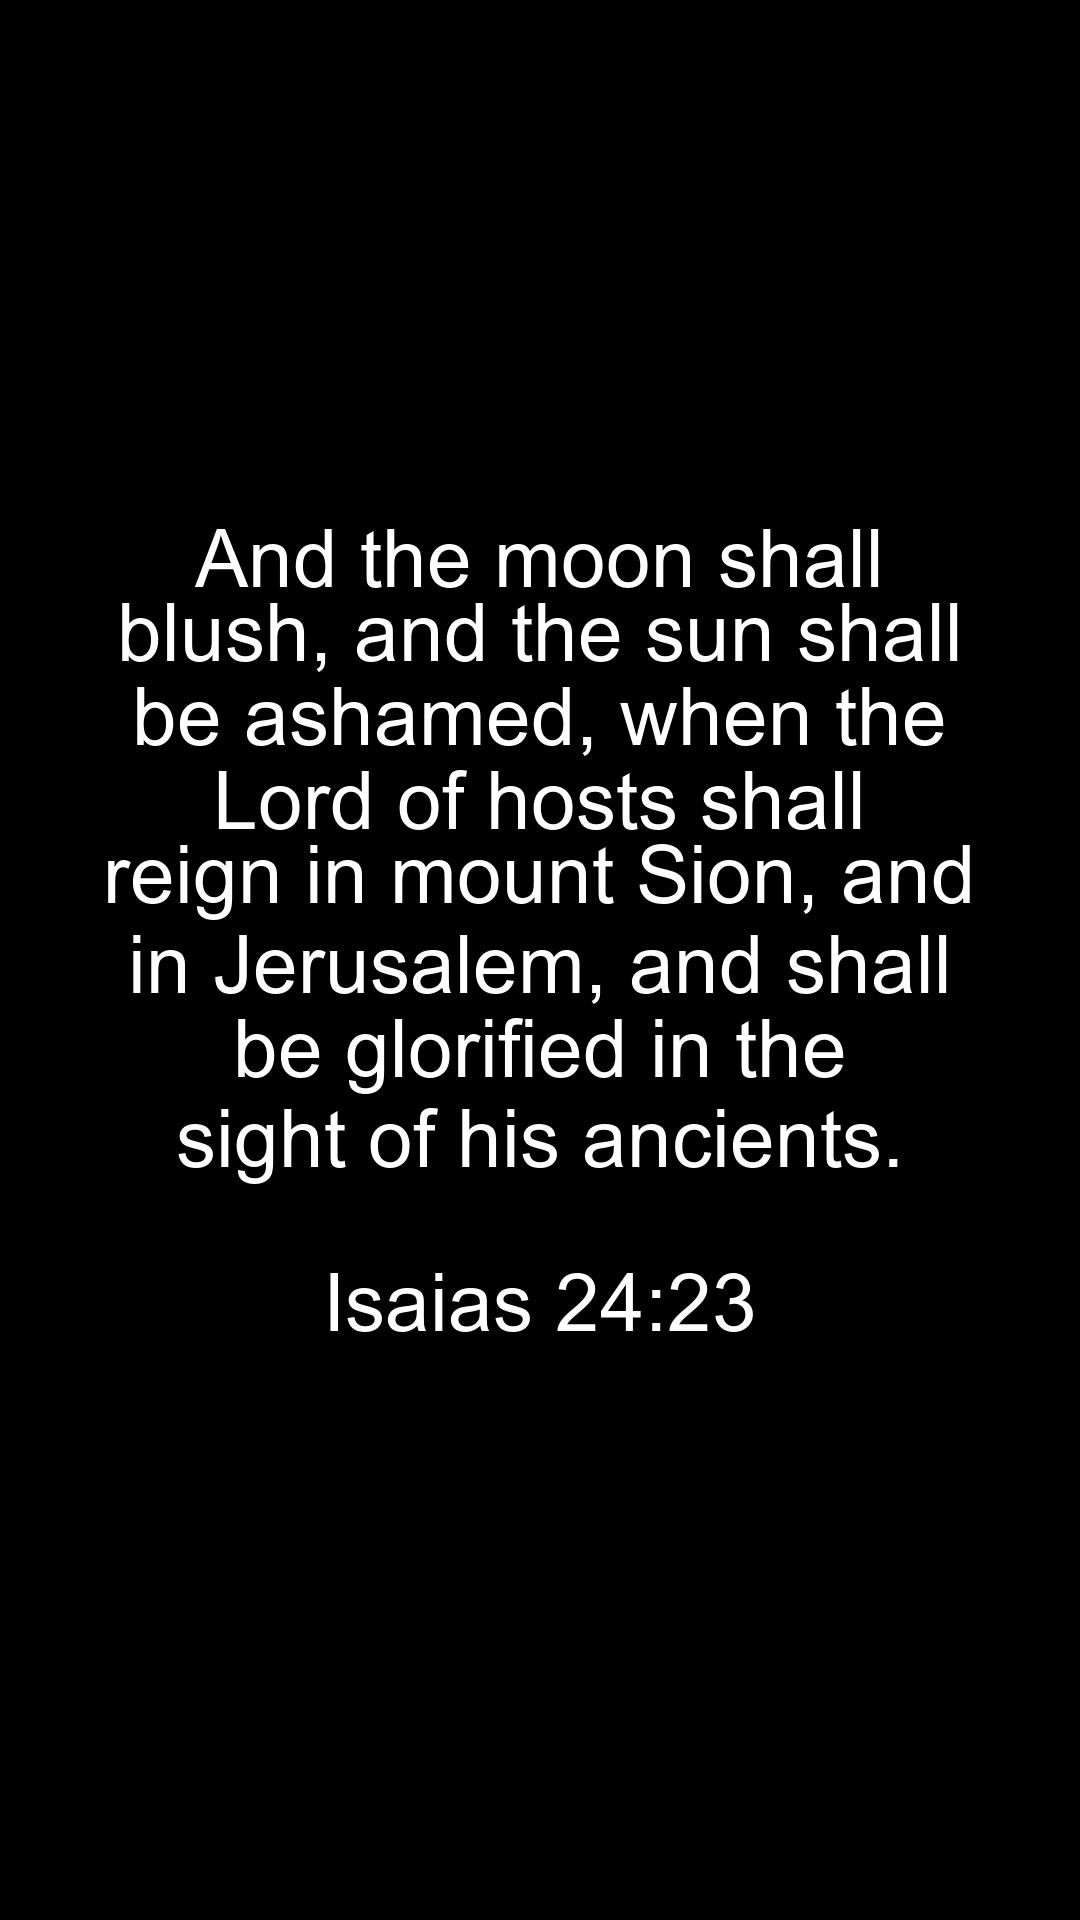 And the moon shall
blush, and the sun shall
be ashamed, when the
Lord of hosts shall
reign in mount Sion, and
in Jerusalem, and shall
be glorified in the
sight of his ancients.
Isaias 24:23